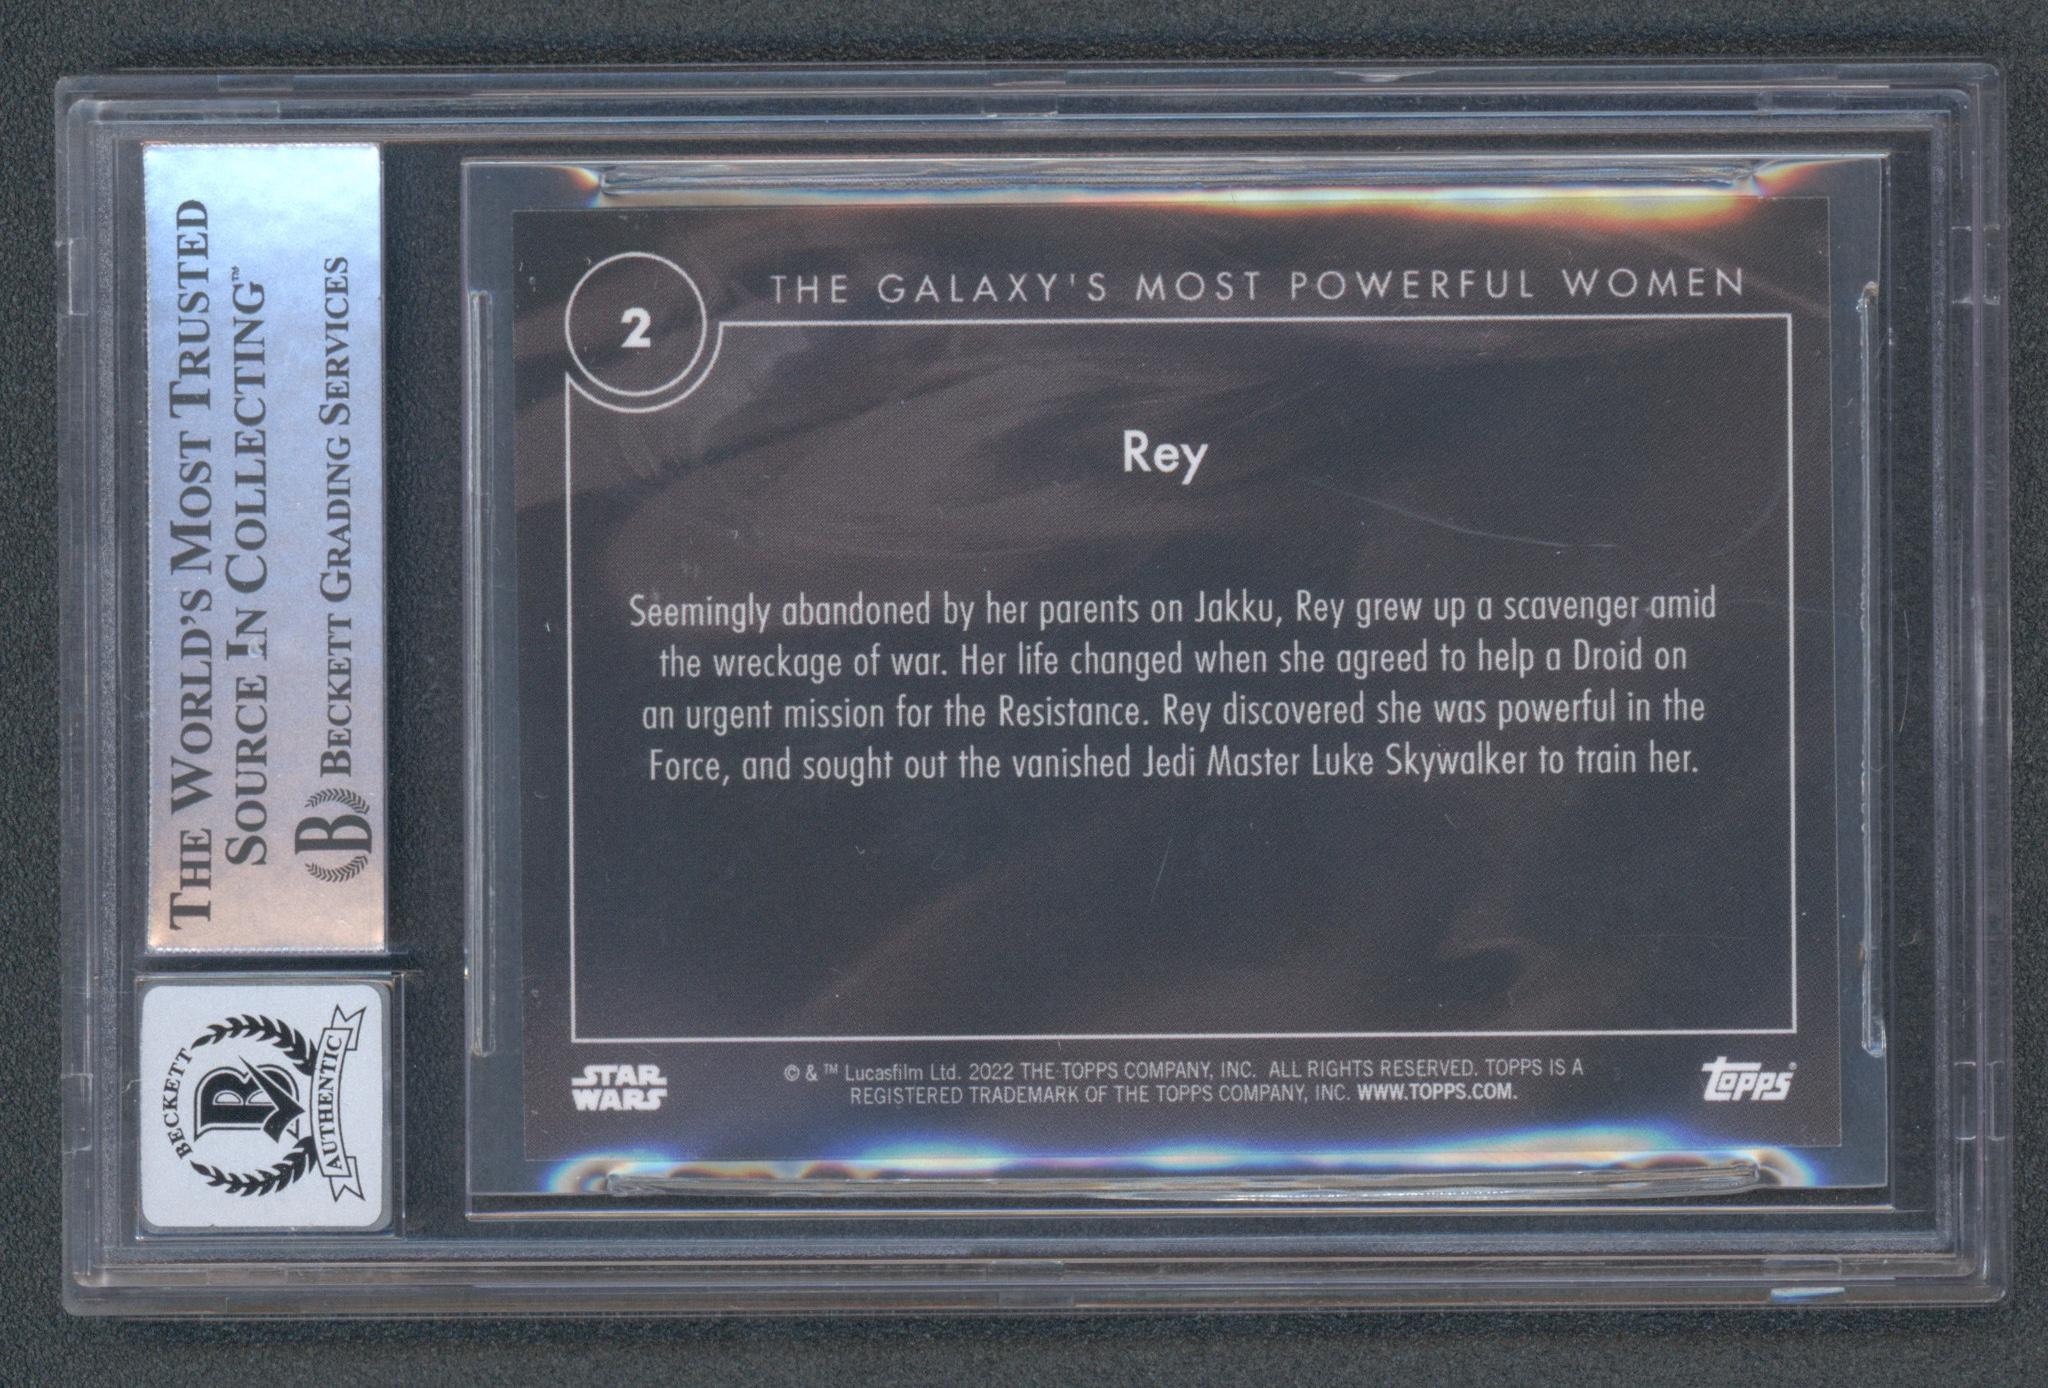 THE WORLD'S MOST TRUSTED
SOURCE IN COLLECTING™
B BECKETT GRADING SERVICES
BECKETT
B
AUTHENTIC
2
THE GALAXY'S MOST POWERFUL WOMEN
Rey
Seemingly abandoned by her parents on Jakku, Rey grew up a scavenger amid
the wreckage of war. Her life changed when she agreed to help a Droid on
an urgent mission for the Resistance. Rey discovered she was powerful in the
Force, and sought out the vanished Jedi Master Luke Skywalker to train her.
STAR
WARS
© & ™ Lucasfilm Ltd. 2022 THE TOPPS COMPANY, INC. ALL RIGHTS RESERVED. TOPPS IS A
REGISTERED TRADEMARK OF THE TOPPS COMPANY, INC. WWW.TOPPS.COM.
topps®